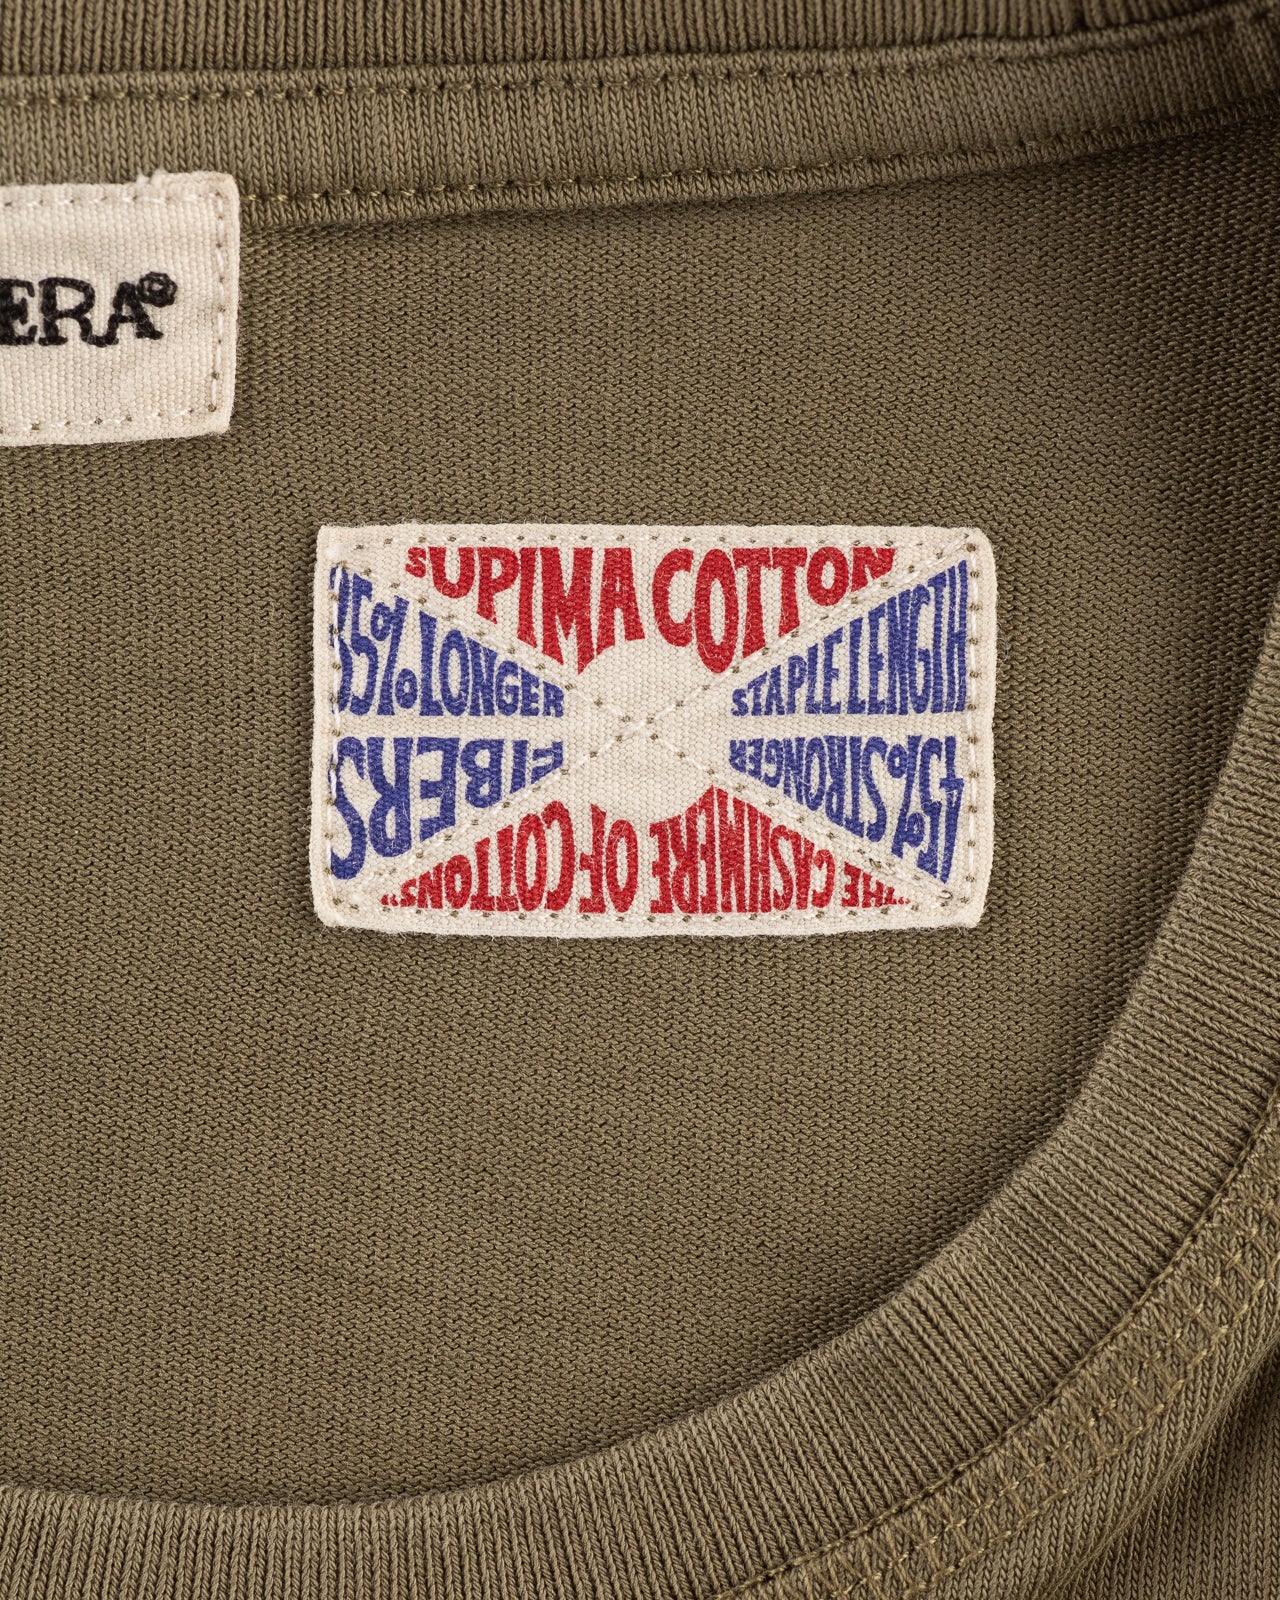 ERA®
SUPIMA COTTON
35% LONGER STAPLE LENGTH
45% STRONGER FIBERS
"THE CASHMERE OF COTTONS"